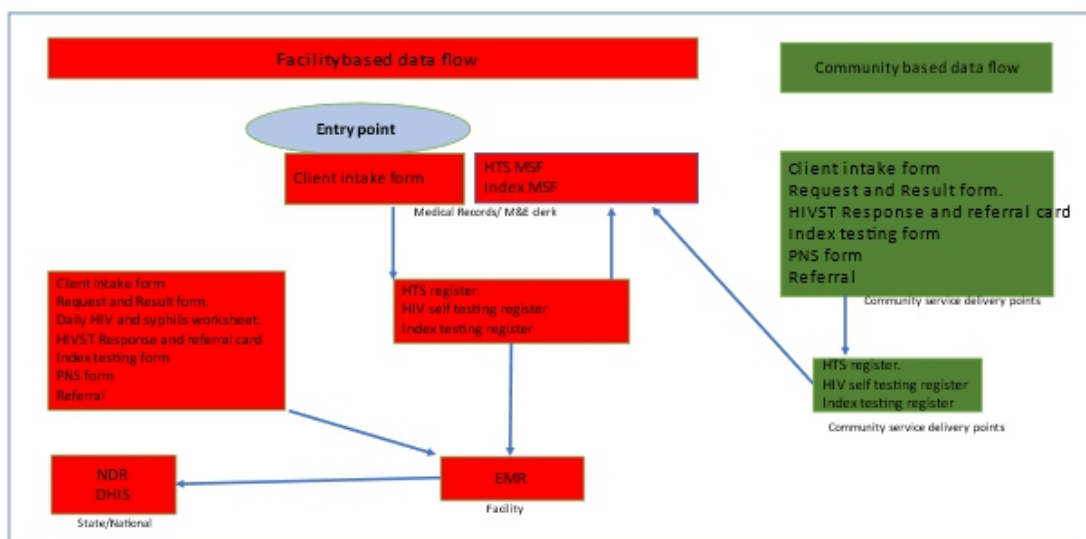 Facility based data flow
Community based data flow
Entry point
Client intake form
HTS MSF
Index MSF
Medical Records/ M&E clerk
Client intake form
Request and Result form.
HIVST Response and referral card
Index testing form
PNS form
Referral
Community service delivery points
Client intake form
Request and Result form.
Daily HIV and syphilis worksheet.
HIVST Response and referral card
Index testing form
PNS form
Referral
HTS register.
HIV self testing register
Index testing register
HTS register.
HIV self testing register
Index testing register
Community service delivery points
NDR
DHIS
State/National
EMR
Facility